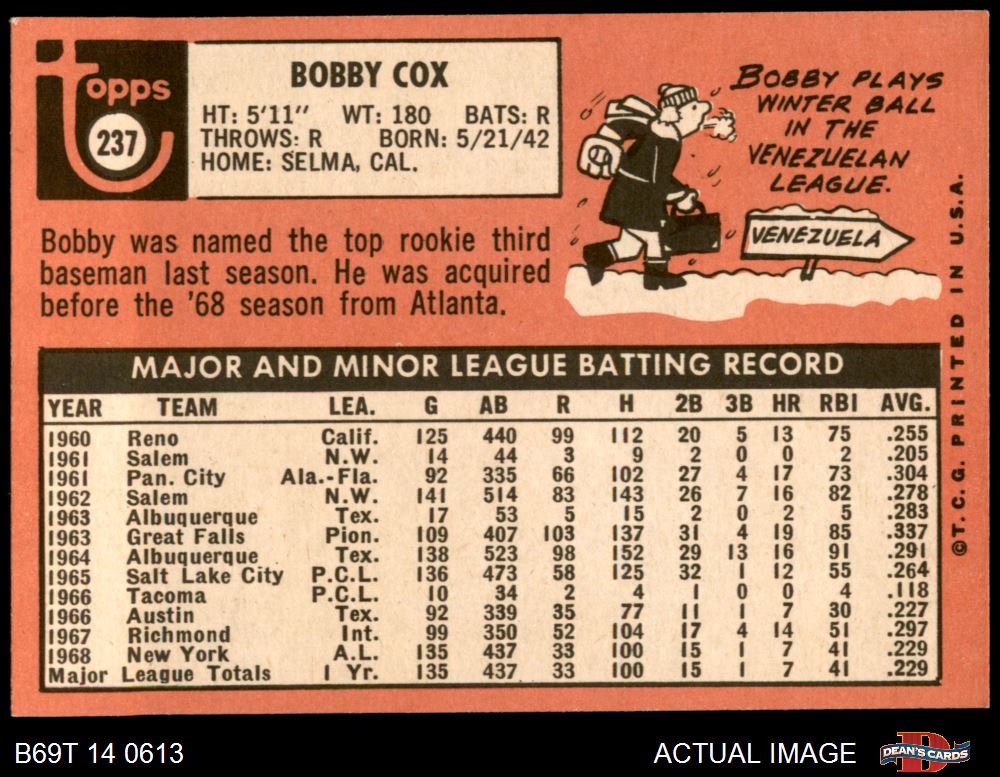 topps
237
BOBBY COX
HT: 5'11" WT: 180 BATS: R
THROWS: R BORN: 5/21/42
HOME: SELMA, CAL.
BOBBY PLAYS
WINTER BALL
IN THE
VENEZUELAN
LEAGUE.
VENEZUELA
Bobby was named the top rookie third
baseman last season. He was acquired
before the '68 season from Atlanta.
MAJOR AND MINOR LEAGUE BATTING RECORD
YEAR TEAM LEA. G AB R H 2B 3B HR RBI AVG.
1960 Reno Calif. 125 440 99 112 20 5 13 75 .255
1961 Salem N.W. 14 44 3 9 2 0 0 2 .205
1961 Pan. City Ala.-Fla. 92 335 66 102 27 4 17 73 .304
1962 Salem N.W. 141 514 83 143 26 7 16 82 .278
1963 Albuquerque Tex. 17 53 5 15 2 0 2 5 .283
1963 Great Falls Pion. 109 407 103 137 31 4 19 85 .337
1964 Albuquerque Tex. 138 523 98 152 29 13 16 91 .291
1965 Salt Lake City P.C.L. 136 473 58 125 32 1 12 55 .264
1966 Tacoma P.C.L. 10 34 2 4 1 0 0 4 .118
1966 Austin Tex. 92 339 35 77 11 1 7 30 .227
1967 Richmond Int. 99 350 52 104 17 4 14 51 .297
1968 New York A.L. 135 437 33 100 15 1 7 41 .229
Major League Totals 1 Yr. 135 437 33 100 15 1 7 41 .229
©T.C.G. PRINTED IN U.S.A.
B69T 14 0613
ACTUAL IMAGE
D
DEAN'S CARDS